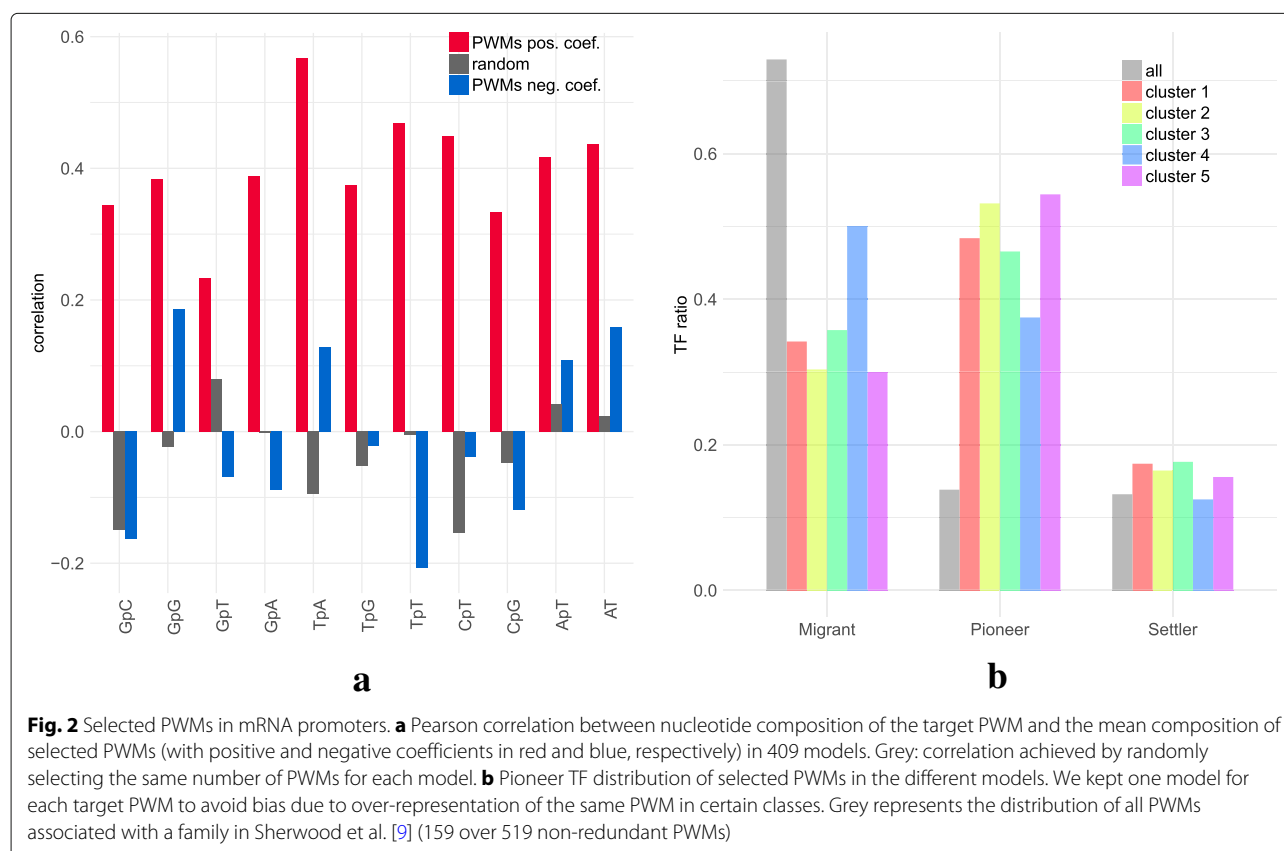 0.6
0.4
0.2
0.0
−0.2
correlation
PWMs pos. coef.
random
PWMs neg. coef.
GpC
GpG
GpT
GpA
TpA
TpG
TpT
CpT
CpG
ApT
AT
a
0.6
0.4
0.2
0.0
TF ratio
all
cluster 1
cluster 2
cluster 3
cluster 4
cluster 5
Migrant
Pioneer
Settler
b
Fig. 2 Selected PWMs in mRNA promoters. a Pearson correlation between nucleotide composition of the target PWM and the mean composition of
selected PWMs (with positive and negative coefficients in red and blue, respectively) in 409 models. Grey: correlation achieved by randomly
selecting the same number of PWMs for each model. b Pioneer TF distribution of selected PWMs in the different models. We kept one model for
each target PWM to avoid bias due to over-representation of the same PWM in certain classes. Grey represents the distribution of all PWMs
associated with a family in Sherwood et al. [9] (159 over 519 non-redundant PWMs)